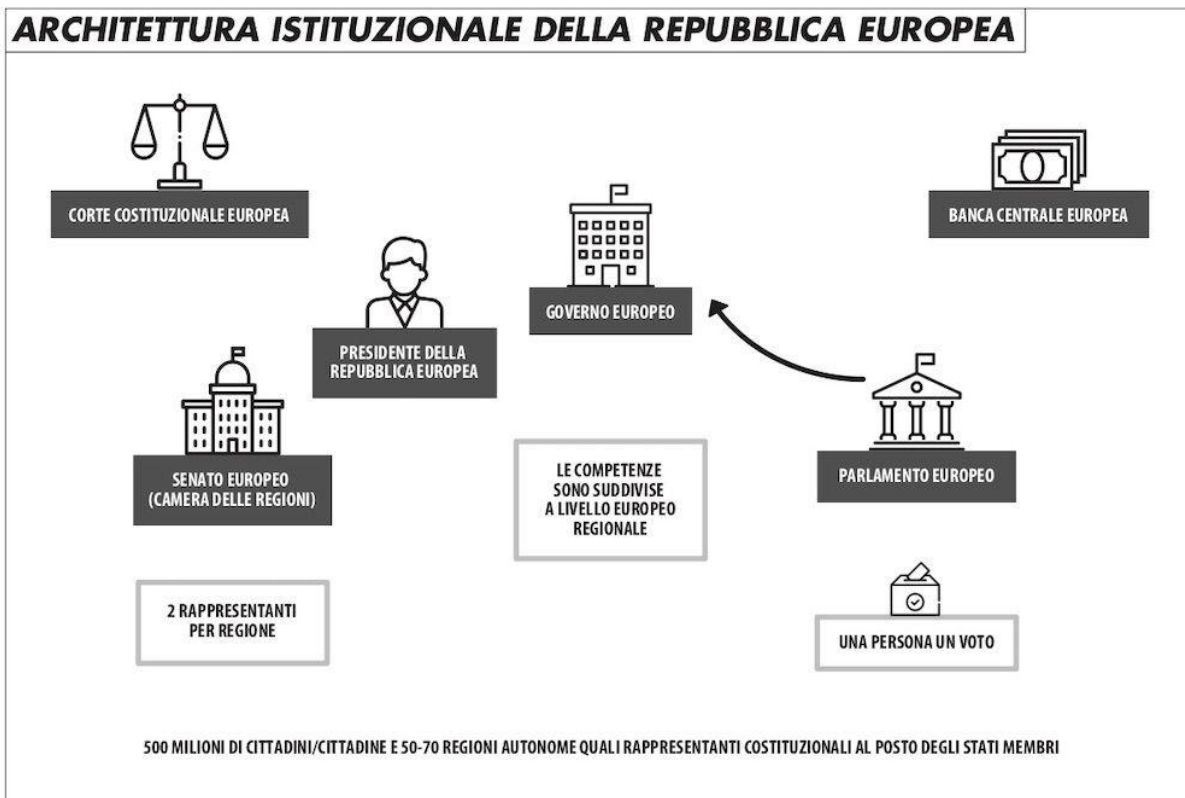 ARCHITETTURA ISTITUZIONALE DELLA REPUBBLICA EUROPEA
CORTE COSTITUZIONALE EUROPEA
BANCA CENTRALE EUROPEA
GOVERNO EUROPEO
PRESIDENTE DELLA
REPUBBLICA EUROPEA
SENATO EUROPEO
(CAMERA DELLE REGIONI)
LE COMPETENZE
SONO SUDDIVISE
A LIVELLO EUROPEO
REGIONALE
PARLAMENTO EUROPEO
2 RAPPRESENTANTI
PER REGIONE
UNA PERSONA UN VOTO
500 MILIONI DI CITTADINI/CITTADINE E 50-70 REGIONI AUTONOME QUALI RAPPRESENTANTI COSTITUZIONALI AL POSTO DEGLI STATI MEMBRI